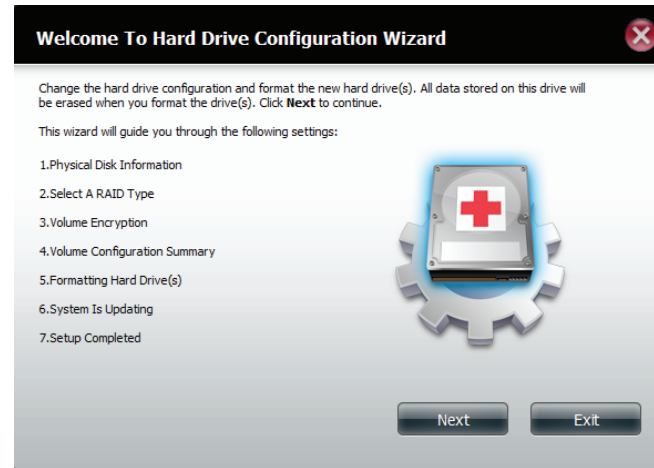 Welcome To Hard Drive Configuration Wizard
Change the hard drive configuration and format the new hard drive(s). All data stored on this drive will
be erased when you format the drive(s). Click Next to continue.
This wizard will guide you through the following settings:
1.Physical Disk Information
2.Select A RAID Type
3.Volume Encryption
4.Volume Configuration Summary
5.Formatting Hard Drive(s)
6.System Is Updating
7.Setup Completed
Next
Exit